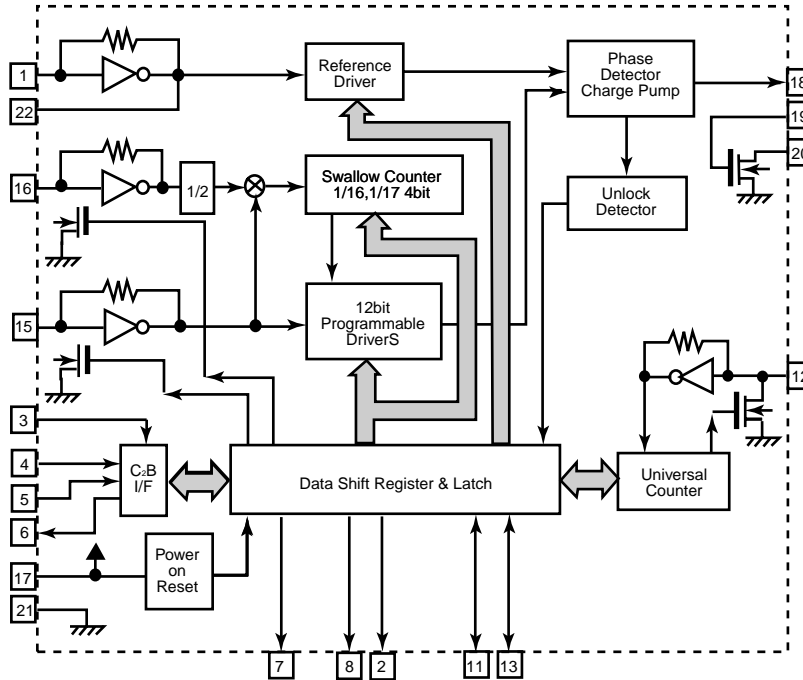 1
22
Reference
Driver
Phase
Detector
Charge Pump
18
19
20
16
1/2
Swallow Counter
1/16,1/17 4bit
Unlock
Detector
15
12bit
Programmable
DriverS
12
3
4
5
6
C2B
I/F
Data Shift Register & Latch
Universal
Counter
17
21
Power
on
Reset
7
8
2
11
13